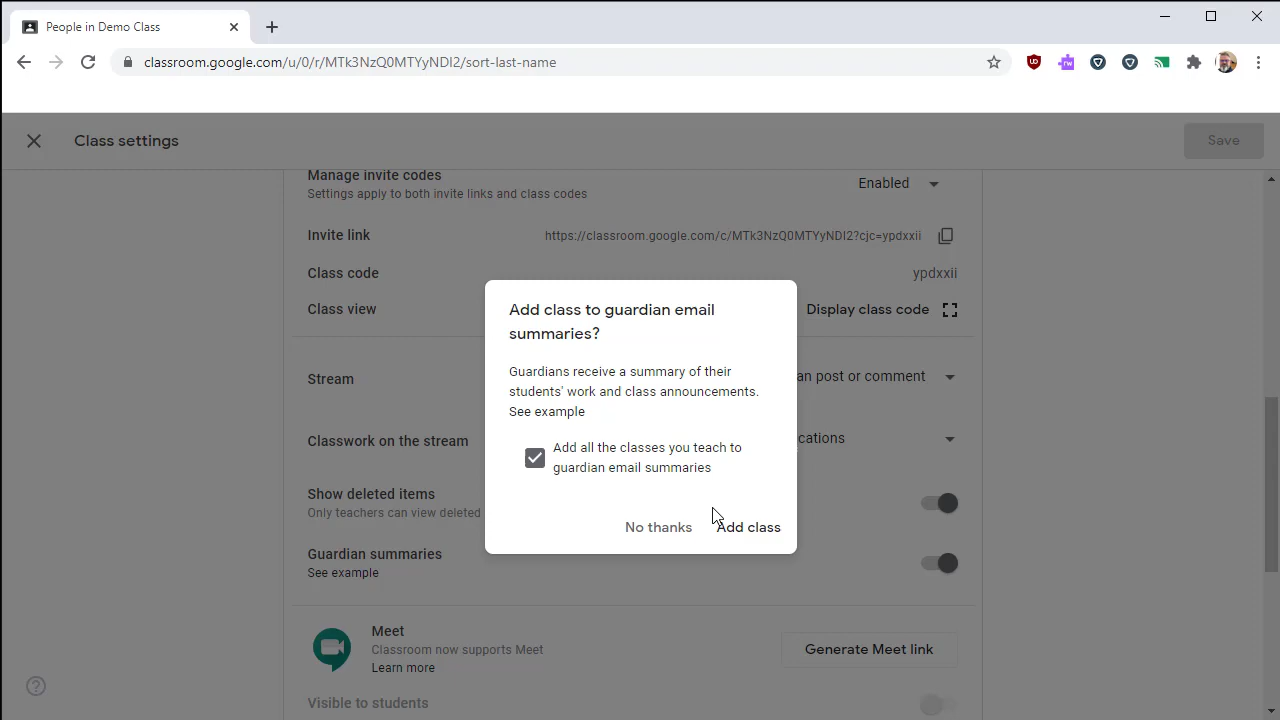 People in Demo Class
classroom.google.com/u/0/r/MTk3NzQ0MTYyNDI2/sort-last-name
Class settings
Save
Manage invite codes
Settings apply to both invite links and class codes
Enabled
Invite link
https://classroom.google.com/c/MTk3NzQ0MTYyNDI2?cjc=ypdxxii
Class code
ypdxxii
Class view
Display class code
Add class to guardian email
summaries?
Guardians receive a summary of their
students' work and class announcements.
See example
Add all the classes you teach to
guardian email summaries
No thanks
Add class
Stream
an post or comment
Classwork on the stream
cations
Show deleted items
Only teachers can view deleted
Guardian summaries
See example
Meet
Classroom now supports Meet
Learn more
Generate Meet link
Visible to students